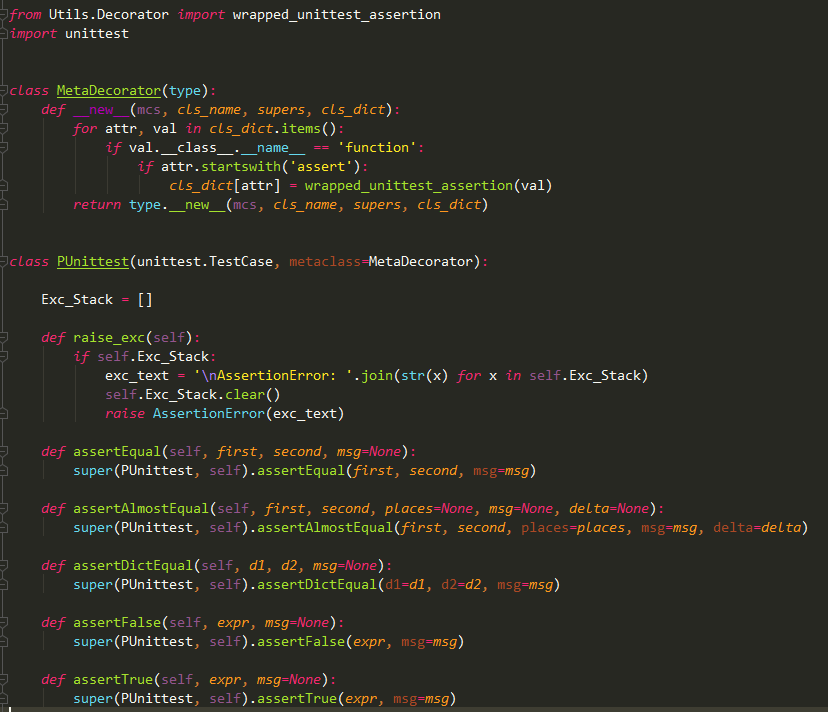 from Utils.Decorator import wrapped_unittest_assertion
import unittest
class MetaDecorator(type):
    def __new__(mcs, cls_name, supers, cls_dict):
        for attr, val in cls_dict.items():
            if val.__class__.__name__ == 'function':
                if attr.startswith('assert'):
                    cls_dict[attr] = wrapped_unittest_assertion(val)
        return type.__new__(mcs, cls_name, supers, cls_dict)
class PUnittest(unittest.TestCase, metaclass=MetaDecorator):
    Exc_Stack = []
    def raise_exc(self):
        if self.Exc_Stack:
            exc_text = '\nAssertionError: '.join(str(x) for x in self.Exc_Stack)
            self.Exc_Stack.clear()
            raise AssertionError(exc_text)
    def assertEqual(self, first, second, msg=None):
        super(PUnittest, self).assertEqual(first, second, msg=msg)
    def assertAlmostEqual(self, first, second, places=None, msg=None, delta=None):
        super(PUnittest, self).assertAlmostEqual(first, second, places=places, msg=msg, delta=delta)
    def assertDictEqual(self, d1, d2, msg=None):
        super(PUnittest, self).assertDictEqual(d1=d1, d2=d2, msg=msg)
    def assertFalse(self, expr, msg=None):
        super(PUnittest, self).assertFalse(expr, msg=msg)
    def assertTrue(self, expr, msg=None):
        super(PUnittest, self).assertTrue(expr, msg=msg)